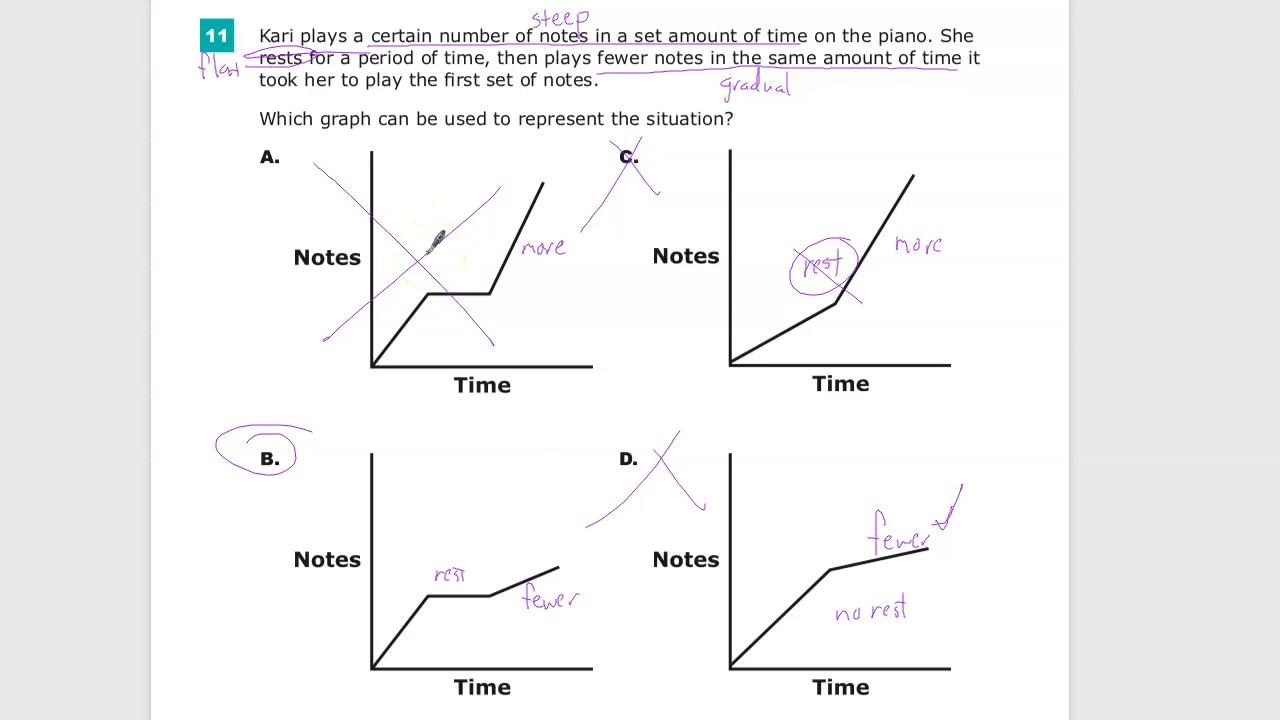 steep
11 Kari plays a certain number of notes in a set amount of time on the piano. She
flat rests for a period of time, then plays fewer notes in the same amount of time it
took her to play the first set of notes.
gradual
Which graph can be used to represent the situation?
A.
Notes
more
Time
C.
Notes
rest
more
Time
B.
Notes
rest
fewer
Time
D.
Notes
fewer
no rest
Time